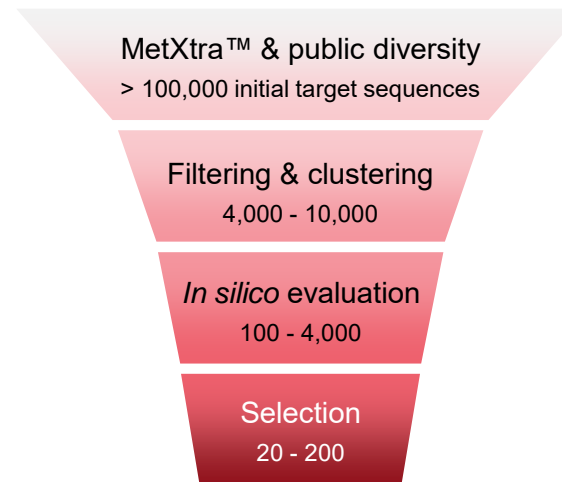 MetXtra™ & public diversity
> 100,000 initial target sequences
Filtering & clustering
4,000 - 10,000
In silico evaluation
100 - 4,000
Selection
20 - 200